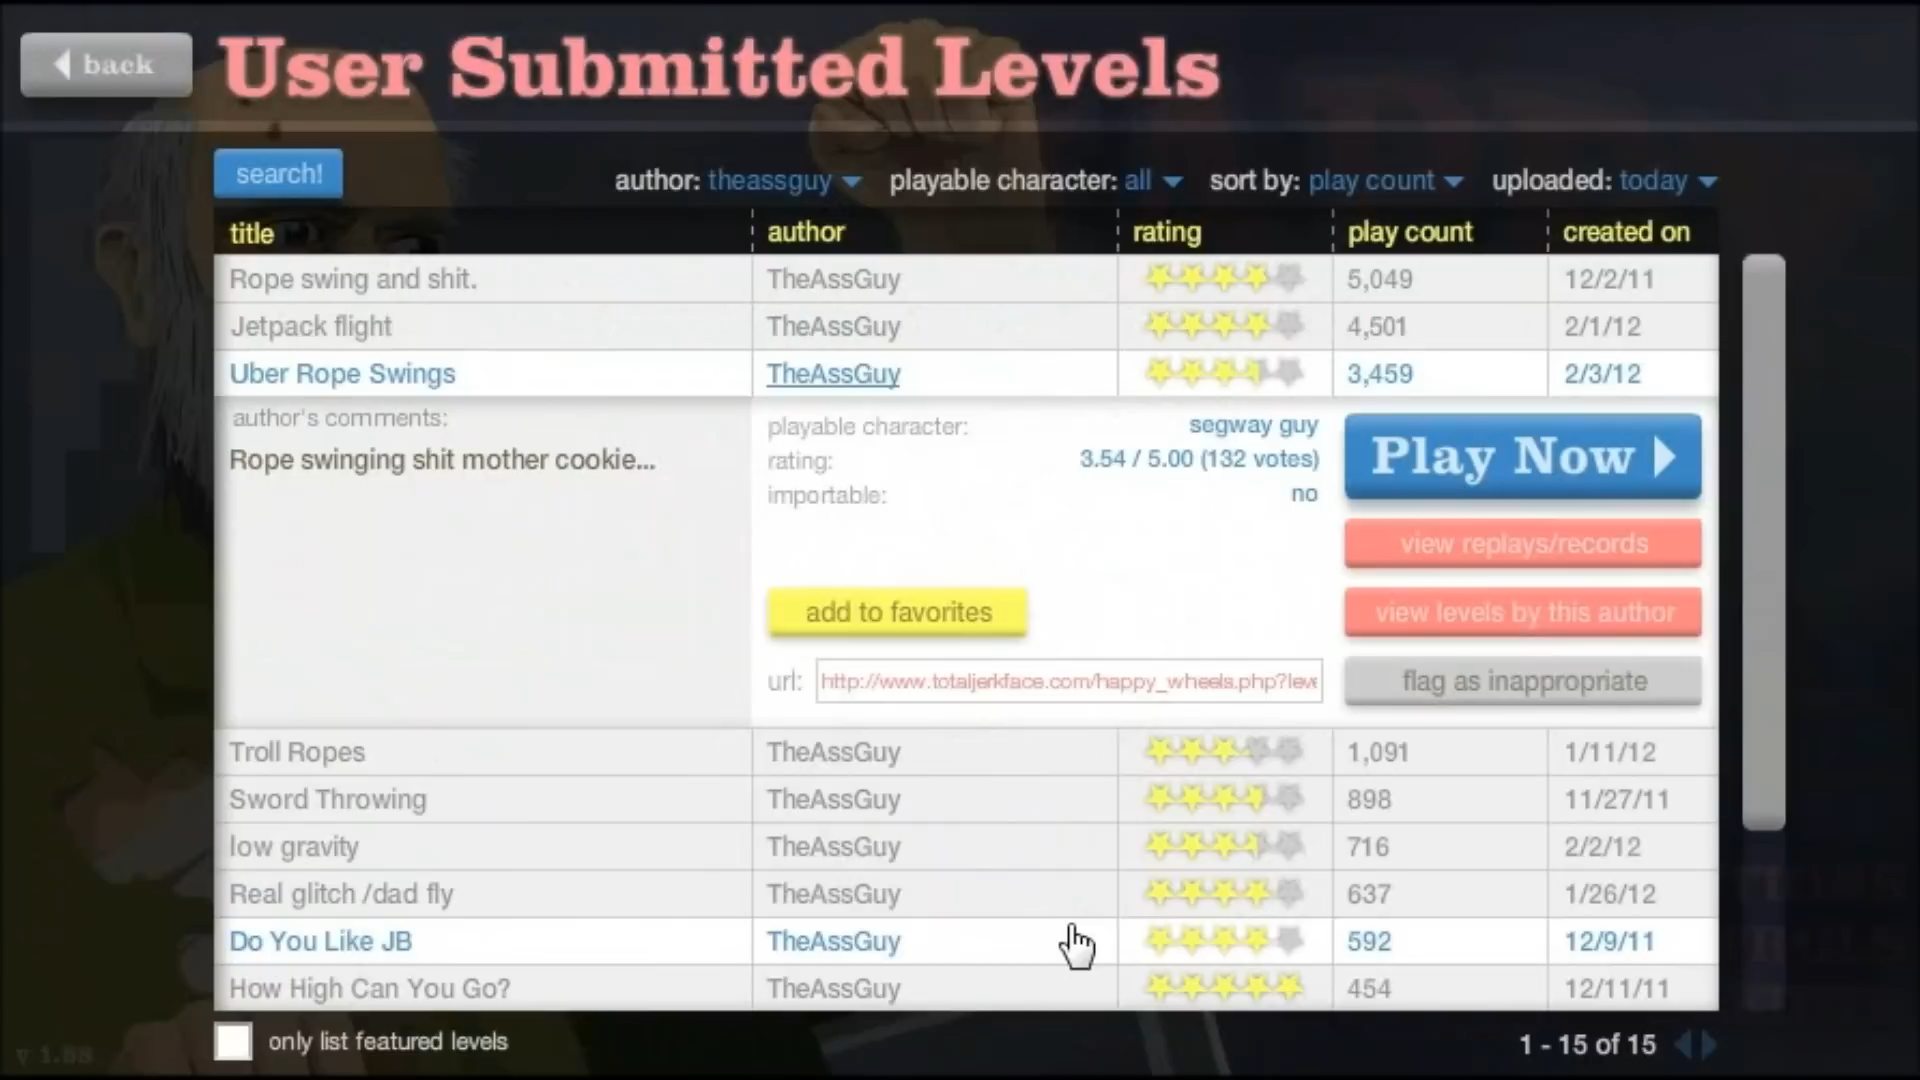 back
User Submitted Levels
search!
author: theassguy playable character: all sort by: play count uploaded: today
title author rating play count created on
Rope swing and shit. TheAssGuy 5,049 12/2/11
Jetpack flight TheAssGuy 4,501 2/1/12
Uber Rope Swings TheAssGuy 3,459 2/3/12
author's comments:
Rope swinging shit mother cookie...
playable character: segway guy
rating: 3.54 / 5.00 (132 votes)
importable: no
add to favorites
url: http://www.totaljerkface.com/happy_wheels.php?leve
Play Now
view replays/records
view levels by this author
flag as inappropriate
Troll Ropes TheAssGuy 1,091 1/11/12
Sword Throwing TheAssGuy 898 11/27/11
low gravity TheAssGuy 716 2/2/12
Real glitch /dad fly TheAssGuy 637 1/26/12
Do You Like JB TheAssGuy 592 12/9/11
How High Can You Go? TheAssGuy 454 12/11/11
only list featured levels
1 - 15 of 15